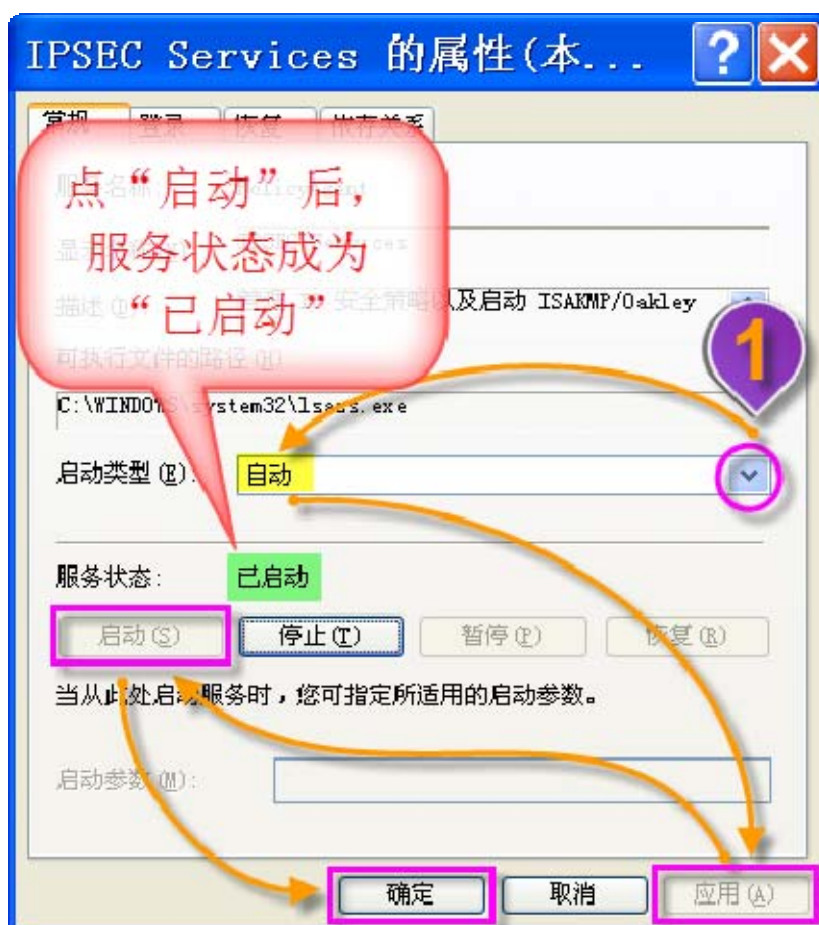 IPSEC Services 的属性(本...
常规 登录 恢复 依存关系
点“启动”后，
服务状态成为
“已启动”
安全策略以及启动 ISAKMP/Oakley
1
可执行文件的路径(H)
C:\WINDOWS\system32\lsass.exe
启动类型(E): 自动
服务状态: 已启动
启动(S) 停止(T) 暂停(P) 恢复(R)
当从此处启动服务时，您可指定所适用的启动参数。
启动参数(M):
确定 取消 应用(A)